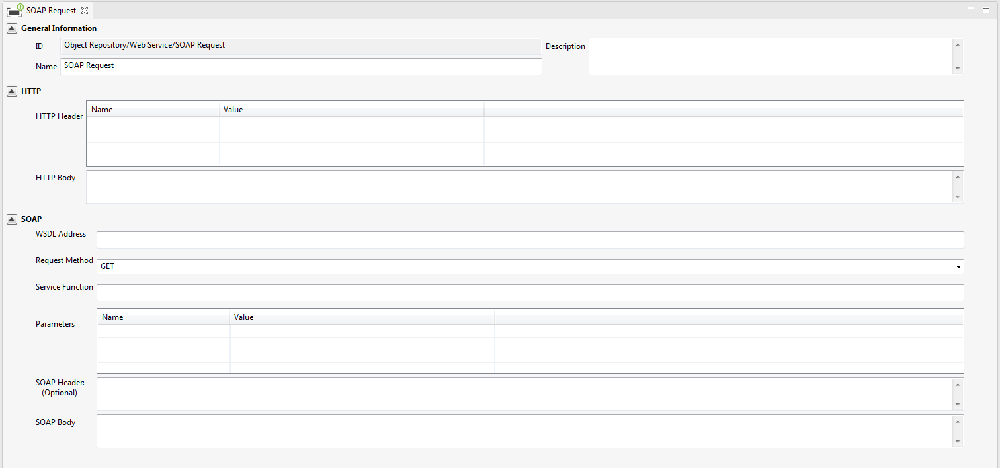 SOAP Request
General Information
ID Object Repository/Web Service/SOAP Request Description
Name SOAP Request
HTTP
HTTP Header Name Value
HTTP Body
SOAP
WSDL Address
Request Method GET
Service Function
Parameters Name Value
SOAP Header:
(Optional)
SOAP Body